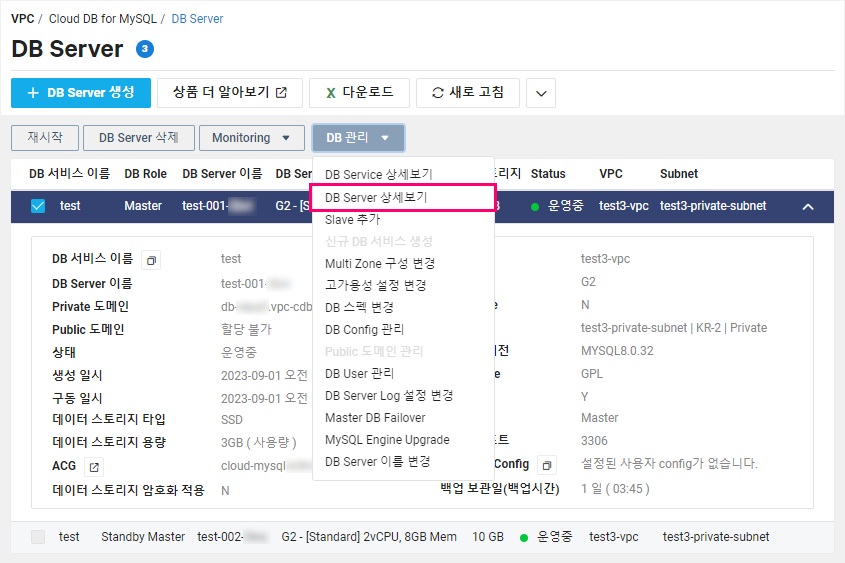 VPC / Cloud DB for MySQL / DB Server
DB Server 3
+ DB Server 생성 상품 더 알아보기 다운로드 새로 고침
재시작 DB Server 삭제 Monitoring DB 관리
DB 서비스 이름 DB Role DB Server 이름 DB Ser 리지 Status VPC Subnet
test Master test-001- G2 - [S 운영중 test3-vpc test3-private-subnet
DB Service 상세보기
DB Server 상세보기
Slave 추가
신규 DB 서비스 생성
Multi Zone 구성 변경
고가용성 설정 변경
DB 스펙 변경
DB Config 관리
Public 도메인 관리
DB User 관리
DB Server Log 설정 변경
Master DB Failover
MySQL Engine Upgrade
DB Server 이름 변경
DB 서비스 이름 test test3-vpc
DB Server 이름 test-001- G2
Private 도메인 db- .vpc-cdb N
Public 도메인 할당 불가 test3-private-subnet | KR-2 | Private
상태 운영중 전 MYSQL8.0.32
생성 일시 2023-09-01 오전 e GPL
구동 일시 2023-09-01 오전 Y
데이터 스토리지 타입 SSD Master
데이터 스토리지 용량 3GB ( 사용량 ) 트 3306
ACG cloud-mysql Config 설정된 사용자 config가 없습니다.
데이터 스토리지 암호화 적용 N 백업 보관일(백업시간) 1 일 ( 03:45 )
test Standby Master test-002- G2 - [Standard] 2vCPU, 8GB Mem 10 GB 운영중 test3-vpc test3-private-subnet